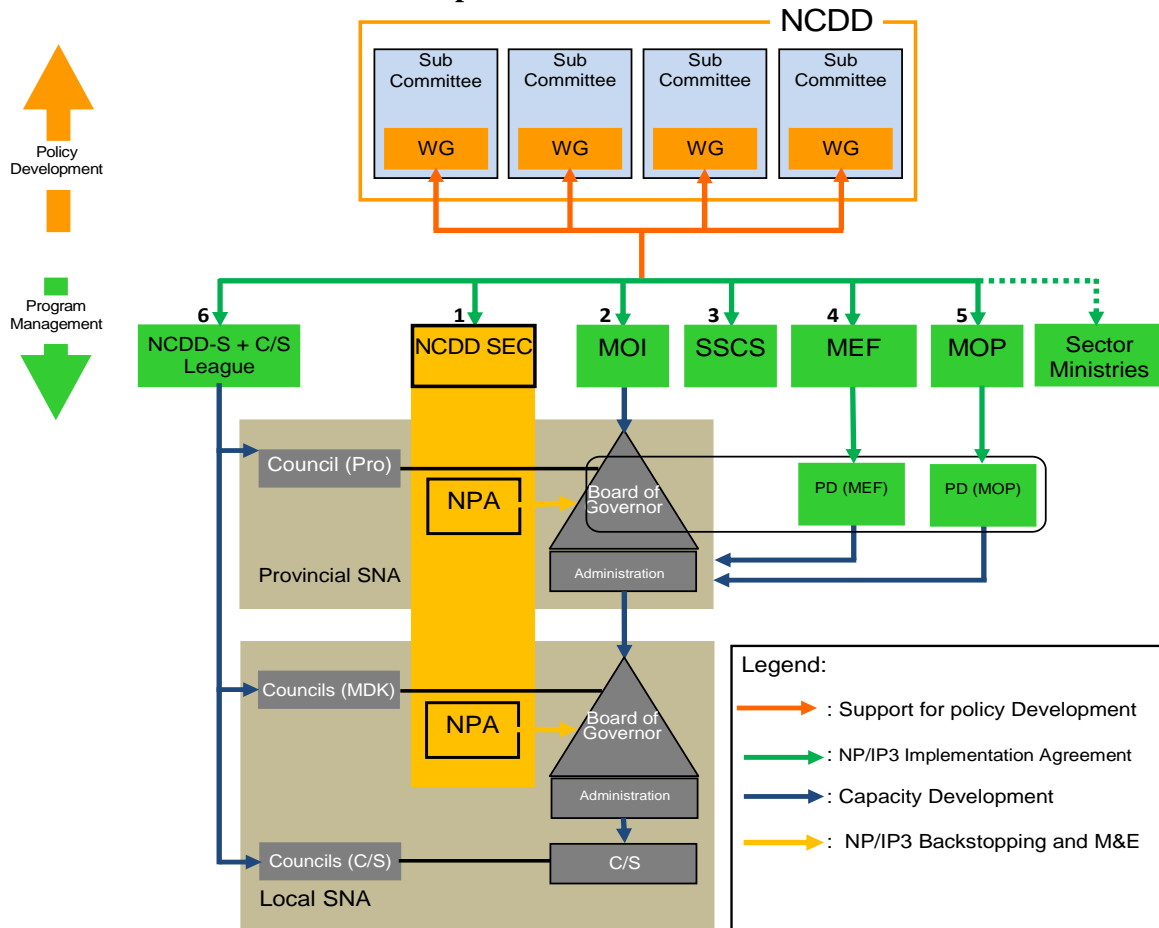 NCDD
Sub
Committee
Sub
Committee
Sub
Committee
Sub
Committee
WG
WG
WG
WG
Policy
Development
Program
Management
6
1
2
3
4
5
NCDD-S + C/S
League
NCDD SEC
MOI
SSCS
MEF
MOP
Sector
Ministries
Council (Pro)
NPA
Board of
Governor
PD (MEF)
PD (MOP)
Administration
Provincial SNA
Councils (MDK)
NPA
Board of
Governor
Administration
Councils (C/S)
C/S
Local SNA
Legend:
: Support for policy Development
: NP/IP3 Implementation Agreement
: Capacity Development
: NP/IP3 Backstopping and M&E